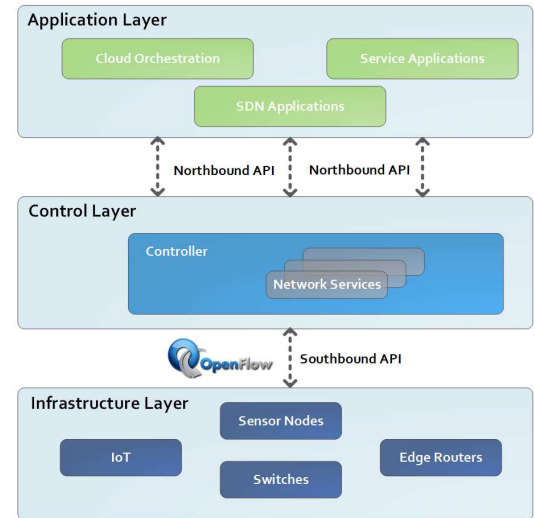 Application Layer
Cloud Orchestration
Service Applications
SDN Applications
Northbound API
Northbound API
Control Layer
Controller
Network Services
OpenFlow
Southbound API
Infrastructure Layer
Sensor Nodes
IoT
Edge Routers
Switches